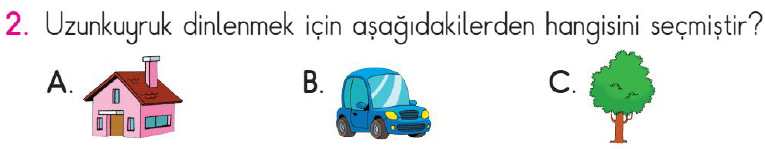 2. Uzunkuyruk dinlenmek için aşağıdakilerden hangisini seçmiştir?
A. B. C.